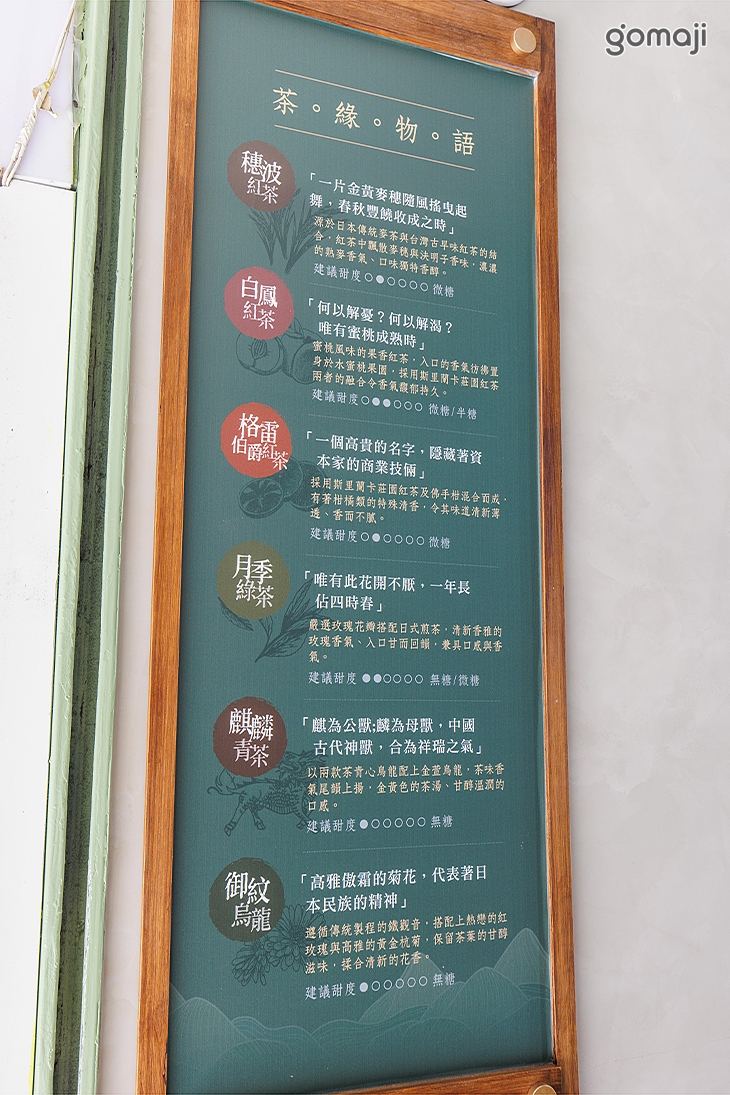 gomaji
茶。緣。物。語
穗波
紅茶
「一片金黃麥穗隨風搖曳起
舞，春秋豐饒收成之時」
源於日本傳統麥茶與台灣古早味紅茶的結
合，紅茶中飄散麥穗與決明子香味，濃濃
的熟麥香氣、口味獨特香醇。
建議甜度○●○○○○ 微糖
白鳳
紅茶
「何以解憂？何以解渴？
唯有蜜桃成熟時」
蜜桃風味的果香紅茶，入口的香氣彷彿置
身於水蜜桃果園，採用斯里蘭卡莊園紅茶
兩者的融合令香氣馥郁持久。
建議甜度○●●○○○ 微糖/半糖
格雷
伯爵紅茶
「一個高貴的名字，隱藏著資
本家的商業技倆」
採用斯里蘭卡莊園紅茶及佛手柑混合而成，
有著柑橘類的特殊清香，令其味道清新薄
透、香而不膩。
建議甜度○●○○○○ 微糖
月季
綠茶
「唯有此花開不厭，一年長
佔四時春」
嚴選玫瑰花瓣搭配日式煎茶，清新香雅的
玫瑰香氣、入口甘而回韻，兼具口感與香
氣。
建議甜度 ●●○○○○ 無糖/微糖
麒麟
青茶
「麒為公獸;麟為母獸，中國
古代神獸，合為祥瑞之氣」
以兩款茶青心烏龍配上金萱烏龍，茶味香
氣尾韻上揚，金黃色的茶湯、甘醇溫潤的
口感。
建議甜度●○○○○○ 無糖
御紋
烏龍
「高雅傲霜的菊花，代表著日
本民族的精神」
遵循傳統製程的鐵觀音，搭配上熱戀的紅
玫瑰與高雅的黃金杭菊，保留茶葉的甘醇
滋味，揉合清新的花香。
建議甜度●○○○○○ 無糖